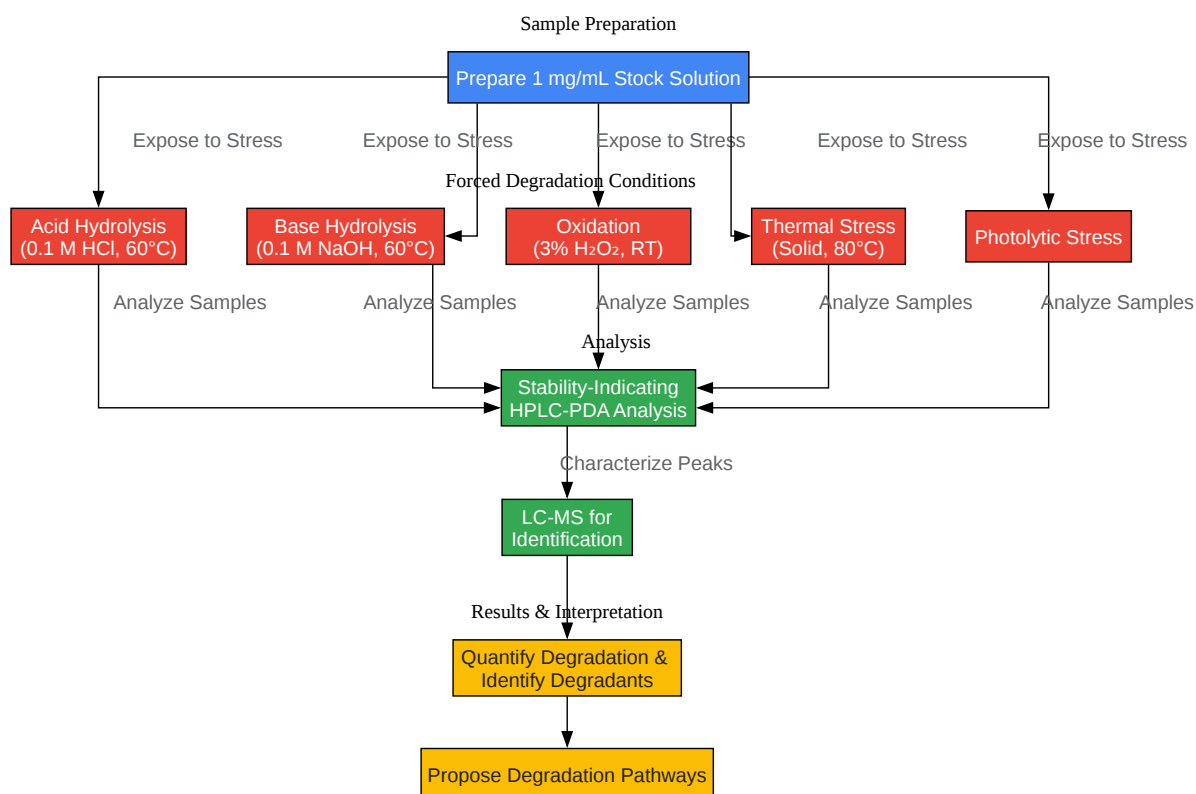 Sample Preparation
Prepare 1 mg/mL Stock Solution
Expose to Stress
Expose to Stress
Expose to Stress
Expose to Stress
Expose to Stress
Forced Degradation Conditions
Acid Hydrolysis
(0.1 M HCl, 60°C)
Base Hydrolysis
(0.1 M NaOH, 60°C)
Oxidation
(3% H₂O₂, RT)
Thermal Stress
(Solid, 80°C)
Photolytic Stress
Analyze Samples
Analyze Samples
Analyze Samples
Analyze Samples
Analyze Samples
Analysis
Stability-Indicating
HPLC-PDA Analysis
Characterize Peaks
LC-MS for
Identification
Results & Interpretation
Quantify Degradation &
Identify Degradants
Propose Degradation Pathways